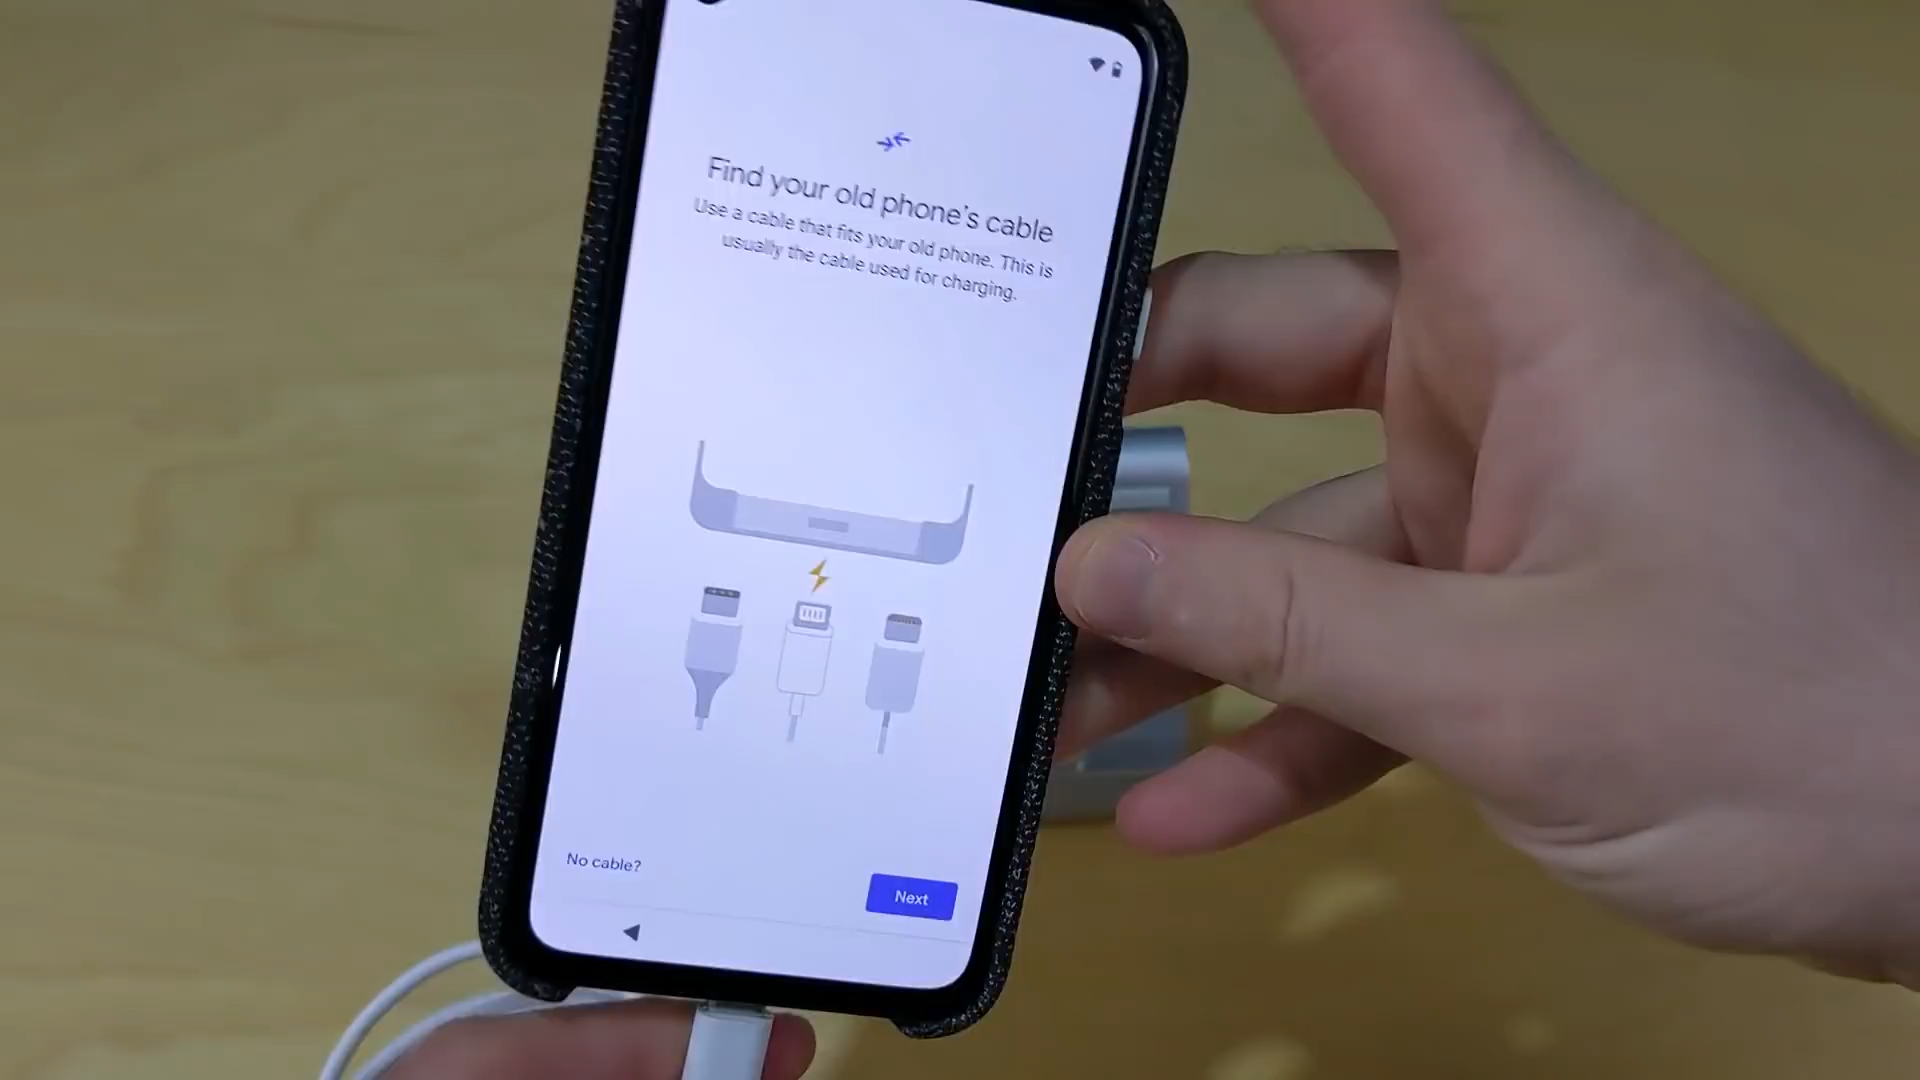 Find your old phone's cable
Use a cable that fits your old phone. This is
usually the cable used for charging.
No cable?
Next